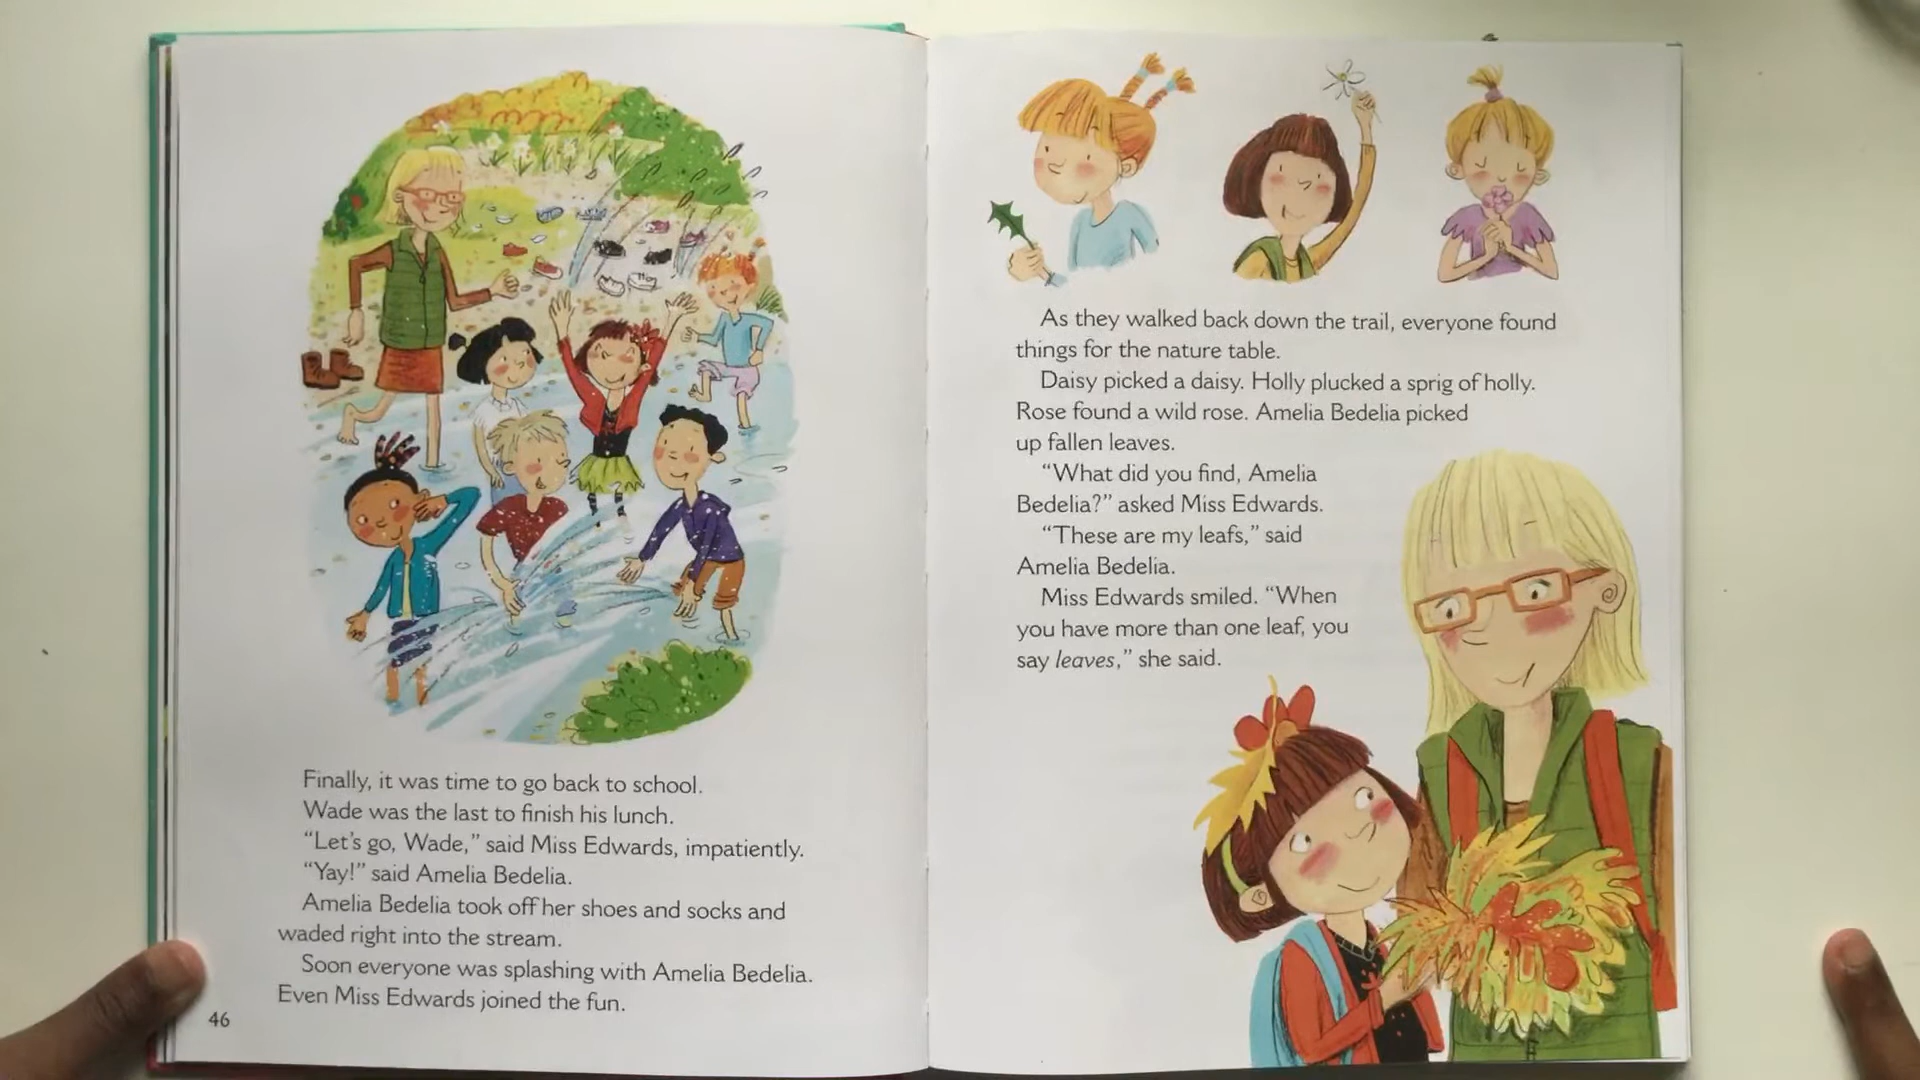 Finally, it was time to go back to school.
Wade was the last to finish his lunch.
“Let’s go, Wade,” said Miss Edwards, impatiently.
“Yay!” said Amelia Bedelia.
Amelia Bedelia took off her shoes and socks and
waded right into the stream.
Soon everyone was splashing with Amelia Bedelia.
Even Miss Edwards joined the fun.
46
As they walked back down the trail, everyone found
things for the nature table.
Daisy picked a daisy. Holly plucked a sprig of holly.
Rose found a wild rose. Amelia Bedelia picked
up fallen leaves.
“What did you find, Amelia
Bedelia?” asked Miss Edwards.
“These are my leafs,” said
Amelia Bedelia.
Miss Edwards smiled. “When
you have more than one leaf, you
say leaves,” she said.